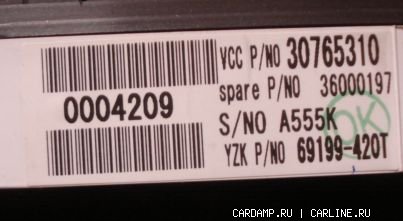 VCC P/NO 30765310
spare P/NO 36000197
0004209
S/NO A555K
OK
YZK P/NO 69199-420T
CARDAMP.RU | CARLINE.RU